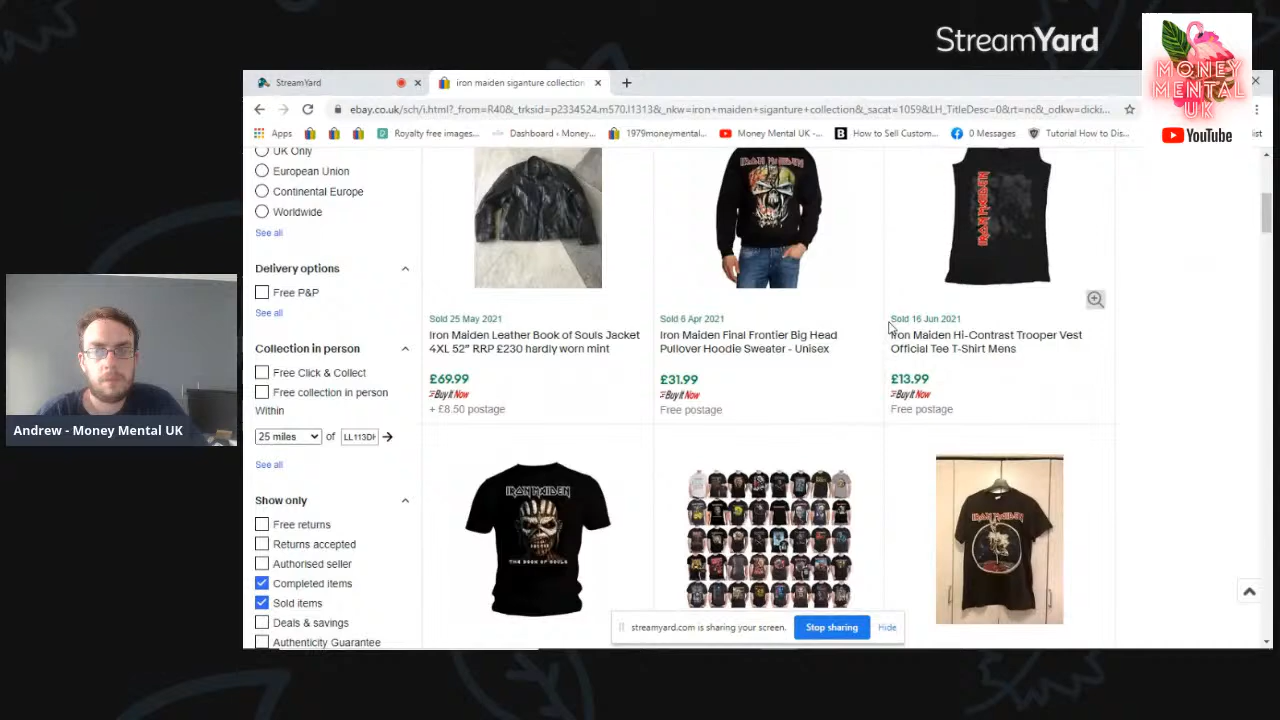 StreamYard
MONEY
MENTAL
UK
YouTube
StreamYard
iron maiden siganture collection
ebay.co.uk/sch/i.html?_from=R40&_trksid=p2334524.m570.l1313&_nkw=iron+maiden+siganture+collection&_sacat=1059&LH_TitleDesc=0&rt=nc&_odkw=dicki...
Apps
Royalty free images...
Dashboard ‹ Money...
1979moneymental...
Money Mental UK -...
How to Sell Custom...
0 Messages
Tutorial How to Dis...
list
UK Only
European Union
Continental Europe
Worldwide
See all
Delivery options
Free P&P
See all
Collection in person
Free Click & Collect
Free collection in person
Within
25 miles
of
See all
Show only
Free returns
Returns accepted
Authorised seller
Completed items
Sold items
Deals & savings
Authenticity Guarantee
IRON MAIDEN
IRON MAIDEN
Sold 25 May 2021
Iron Maiden Leather Book of Souls Jacket
4XL 52" RRP £230 hardly worn mint
£69.99
Buy It Now
+ £8.50 postage
Sold 6 Apr 2021
Iron Maiden Final Frontier Big Head
Pullover Hoodie Sweater - Unisex
£31.99
Buy It Now
Free postage
Sold 16 Jun 2021
Iron Maiden Hi-Contrast Trooper Vest
Official Tee T-Shirt Mens
£13.99
Buy It Now
Free postage
IRON MAIDEN
THE BOOK OF SOULS
IRON MAIDEN
streamyard.com is sharing your screen.
Stop sharing
Hide
Andrew - Money Mental UK